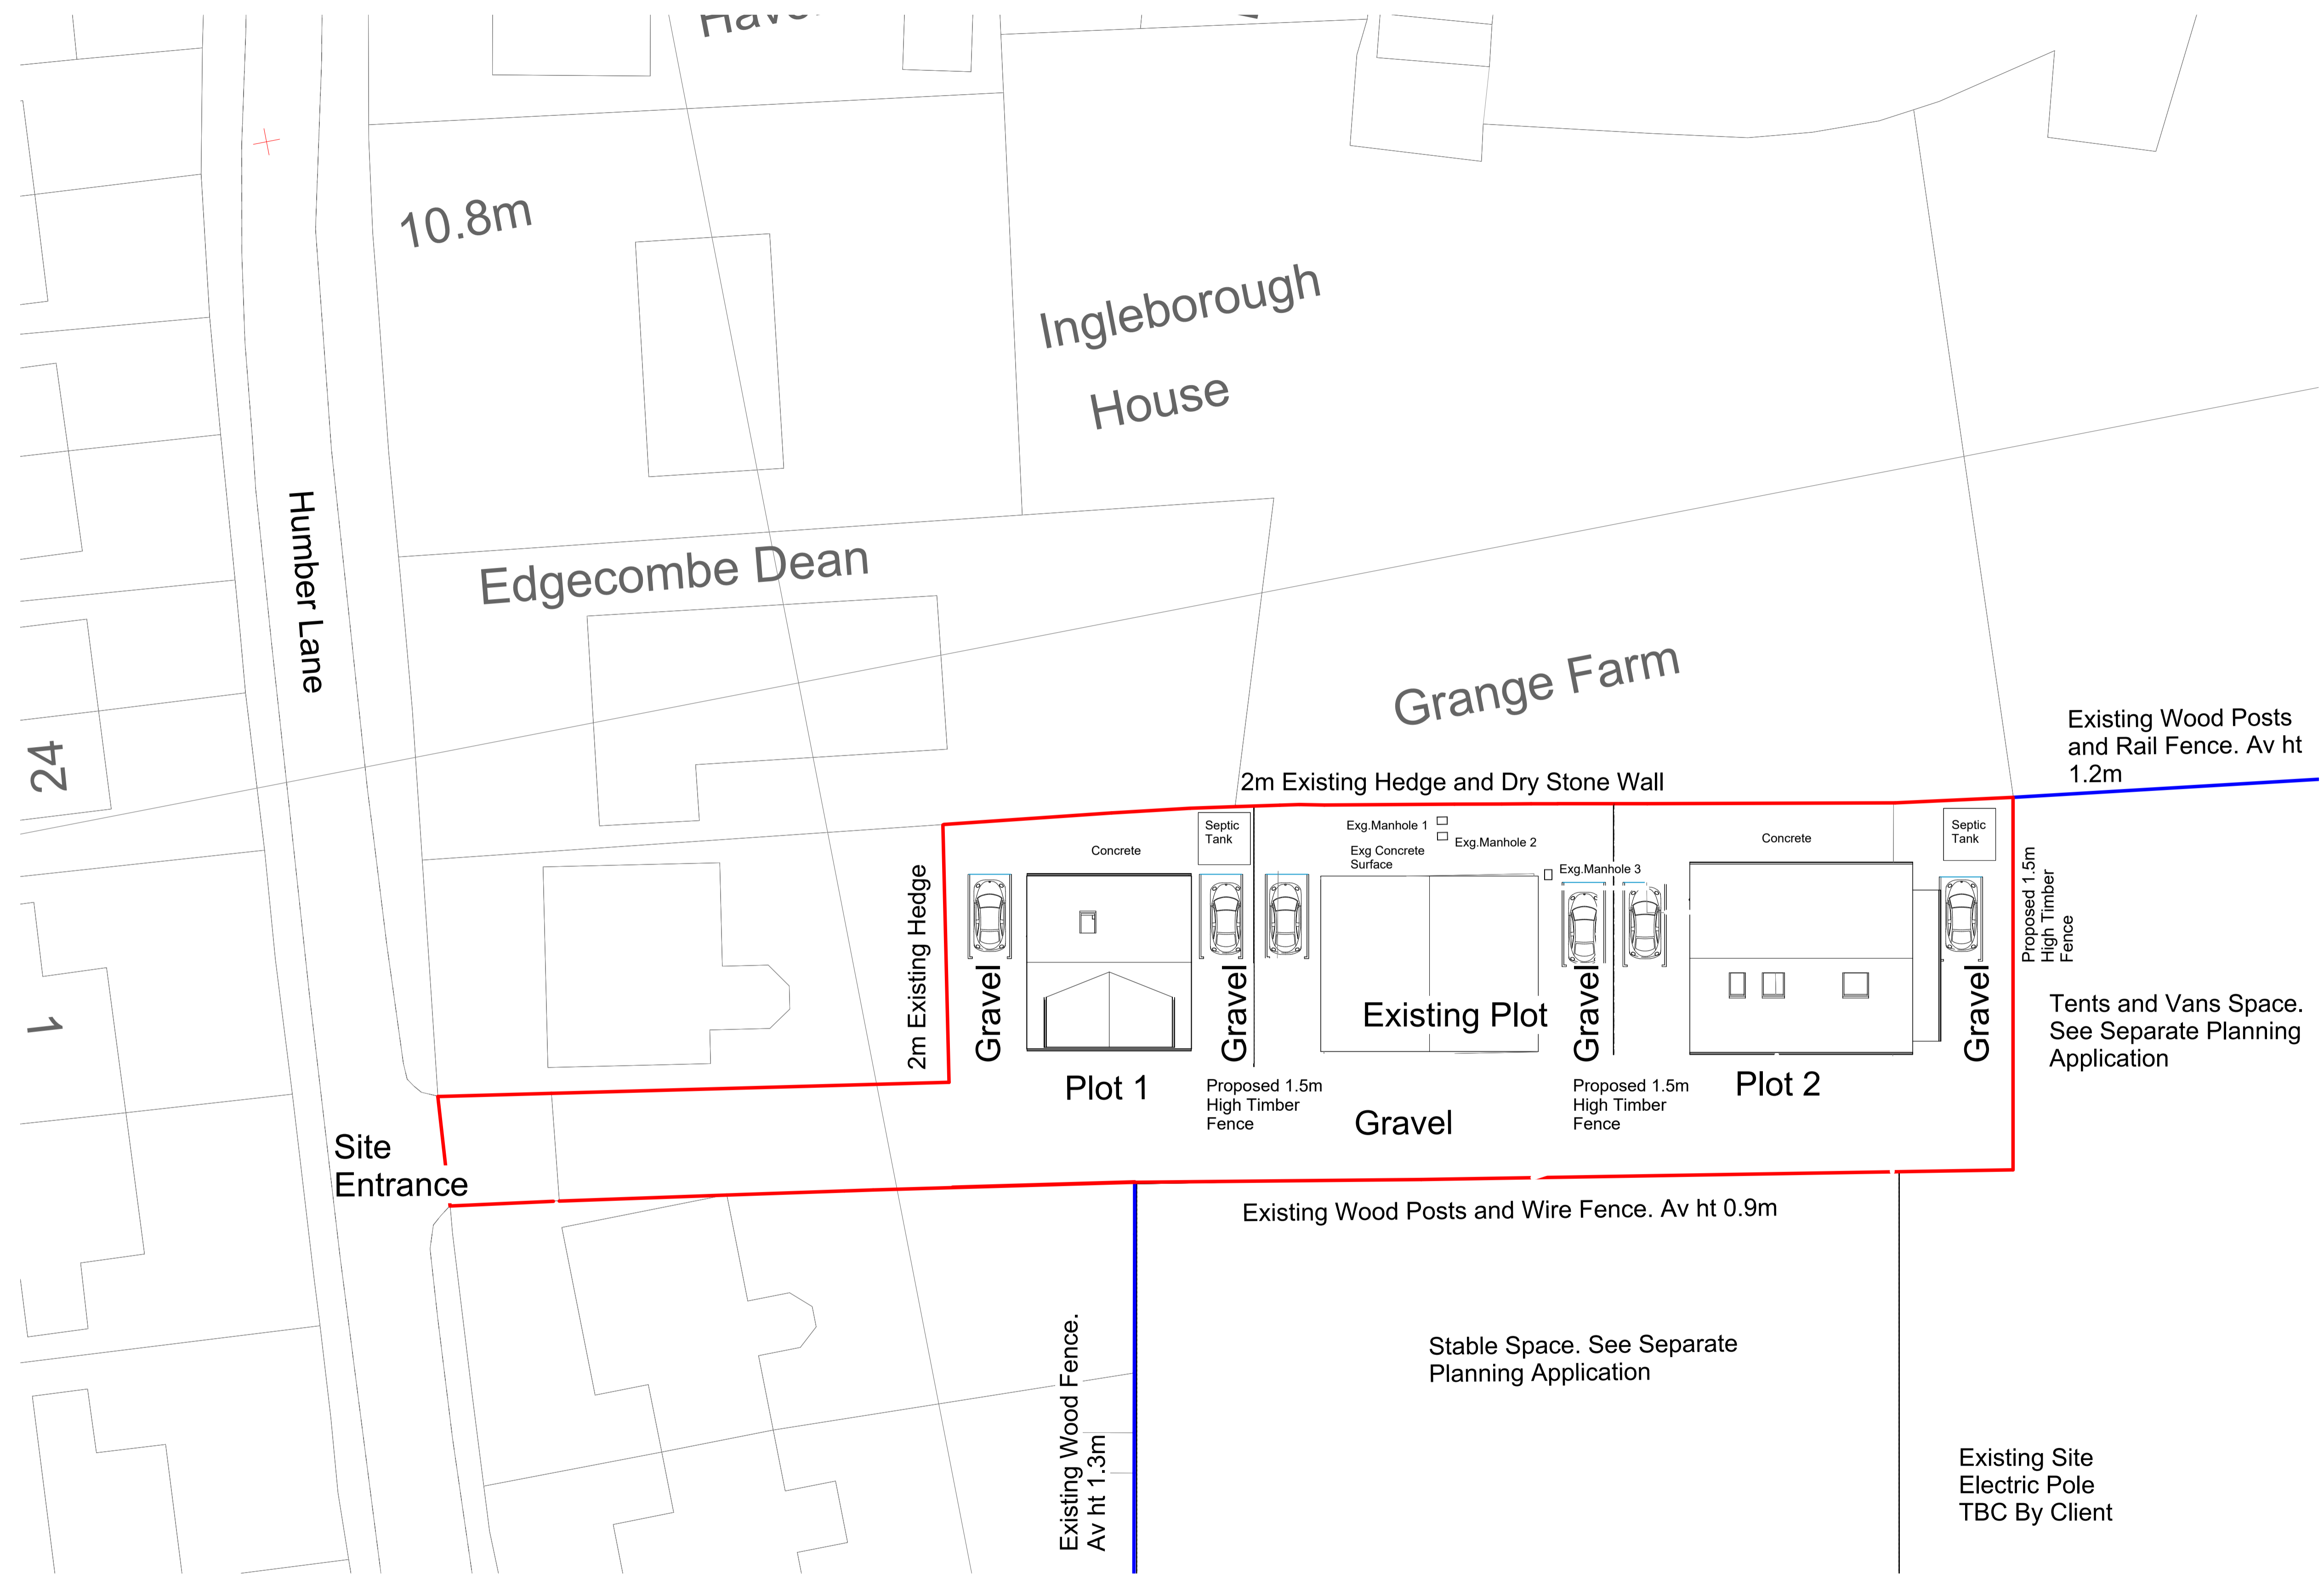 10.8m
Ingleborough
House
Humber Lane
Edgecombe Dean
Grange Farm
24
1
Existing Wood Posts
and Rail Fence. Av ht
1.2m
2m Existing Hedge and Dry Stone Wall
2m Existing Hedge
Concrete
Septic
Tank
Exg.Manhole 1
Exg.Manhole 2
Exg Concrete
Surface
Exg.Manhole 3
Concrete
Septic
Tank
Proposed 1.5m
High Timber
Fence
Gravel
Gravel
Existing Plot
Gravel
Gravel
Tents and Vans Space.
See Separate Planning
Application
Plot 1
Proposed 1.5m
High Timber
Fence
Gravel
Proposed 1.5m
High Timber
Fence
Plot 2
Site
Entrance
Existing Wood Posts and Wire Fence. Av ht 0.9m
Existing Wood Fence.
Av ht 1.3m
Stable Space. See Separate
Planning Application
Existing Site
Electric Pole
TBC By Client